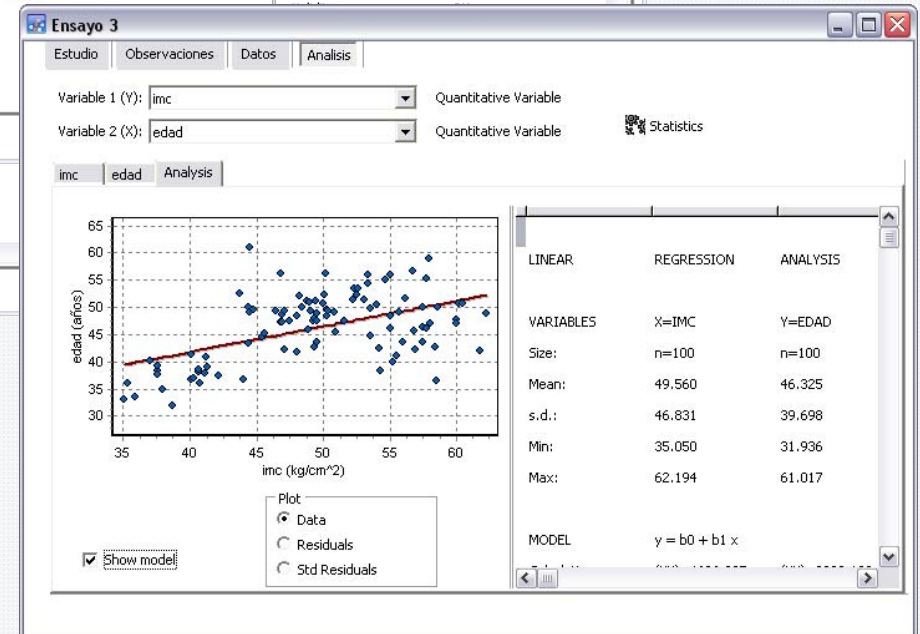 Ensayo 3
Estudio Observaciones Datos Analisis
Variable 1 (Y): imc Quantitative Variable
Variable 2 (X): edad Quantitative Variable
Statistics
imc edad Analysis
65
60
55
50
45
40
35
30
edad (años)
35 40 45 50 55 60
imc (kg/cm^2)
Plot
Data
Residuals
Std Residuals
Show model
LINEAR REGRESSION ANALYSIS
VARIABLES X=IMC Y=EDAD
Size: n=100 n=100
Mean: 49.560 46.325
s.d.: 46.831 39.698
Min: 35.050 31.936
Max: 62.194 61.017
MODEL y = b0 + b1 x